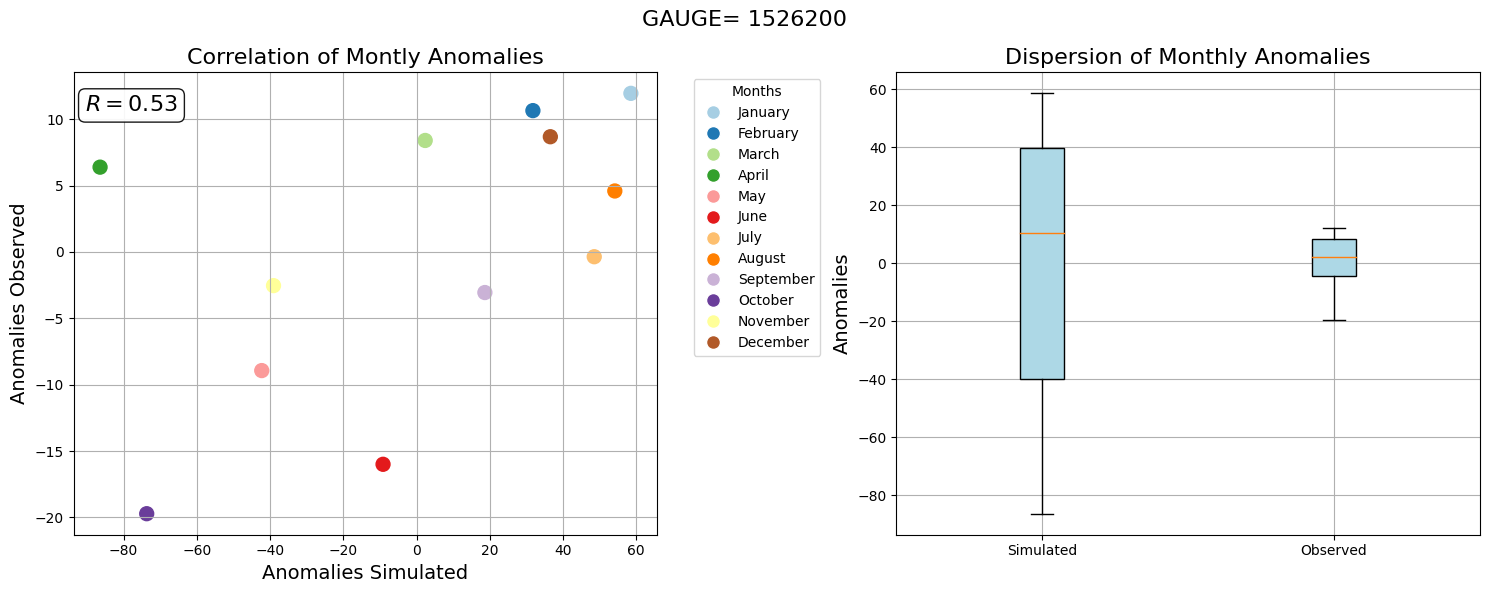 GAUGE= 1526200
Correlation of Montly Anomalies
R = 0.53
Anomalies Observed
10
5
0
−5
−10
−15
−20
−80
−60
−40
−20
0
20
40
60
Anomalies Simulated
Months
January
February
March
April
May
June
July
August
September
October
November
December
Dispersion of Monthly Anomalies
Anomalies
60
40
20
0
−20
−40
−60
−80
Simulated
Observed